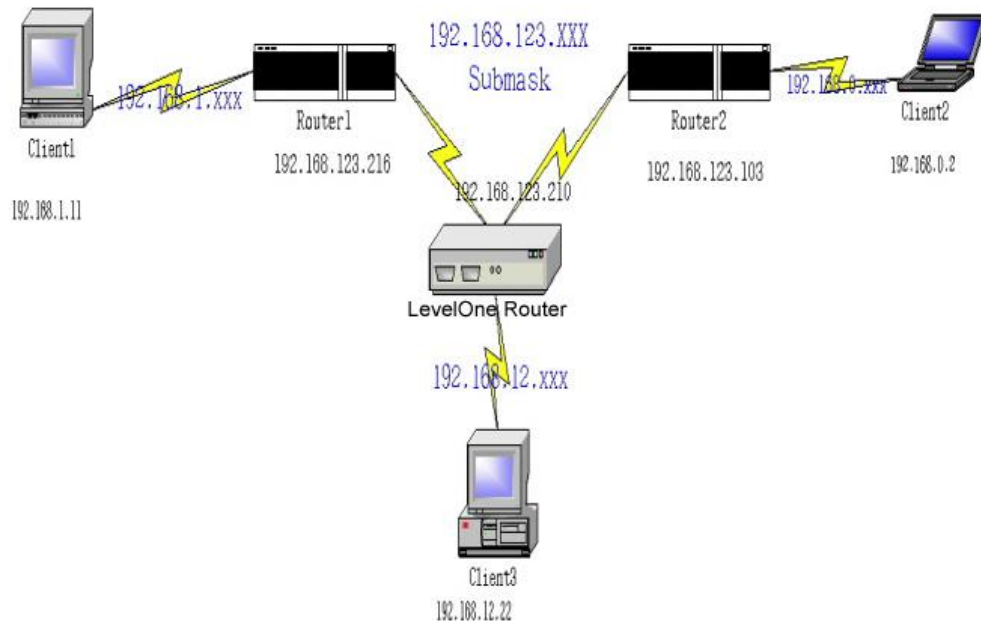 192.168.123.XXX
Submask
192.168.1.xxx
192.168.0.xxx
Client1
Router1
Router2
Client2
192.168.1.11
192.168.123.216
192.168.123.210
192.168.123.103
192.168.0.2
LevelOne Router
192.168.12.xxx
Client3
192.168.12.22